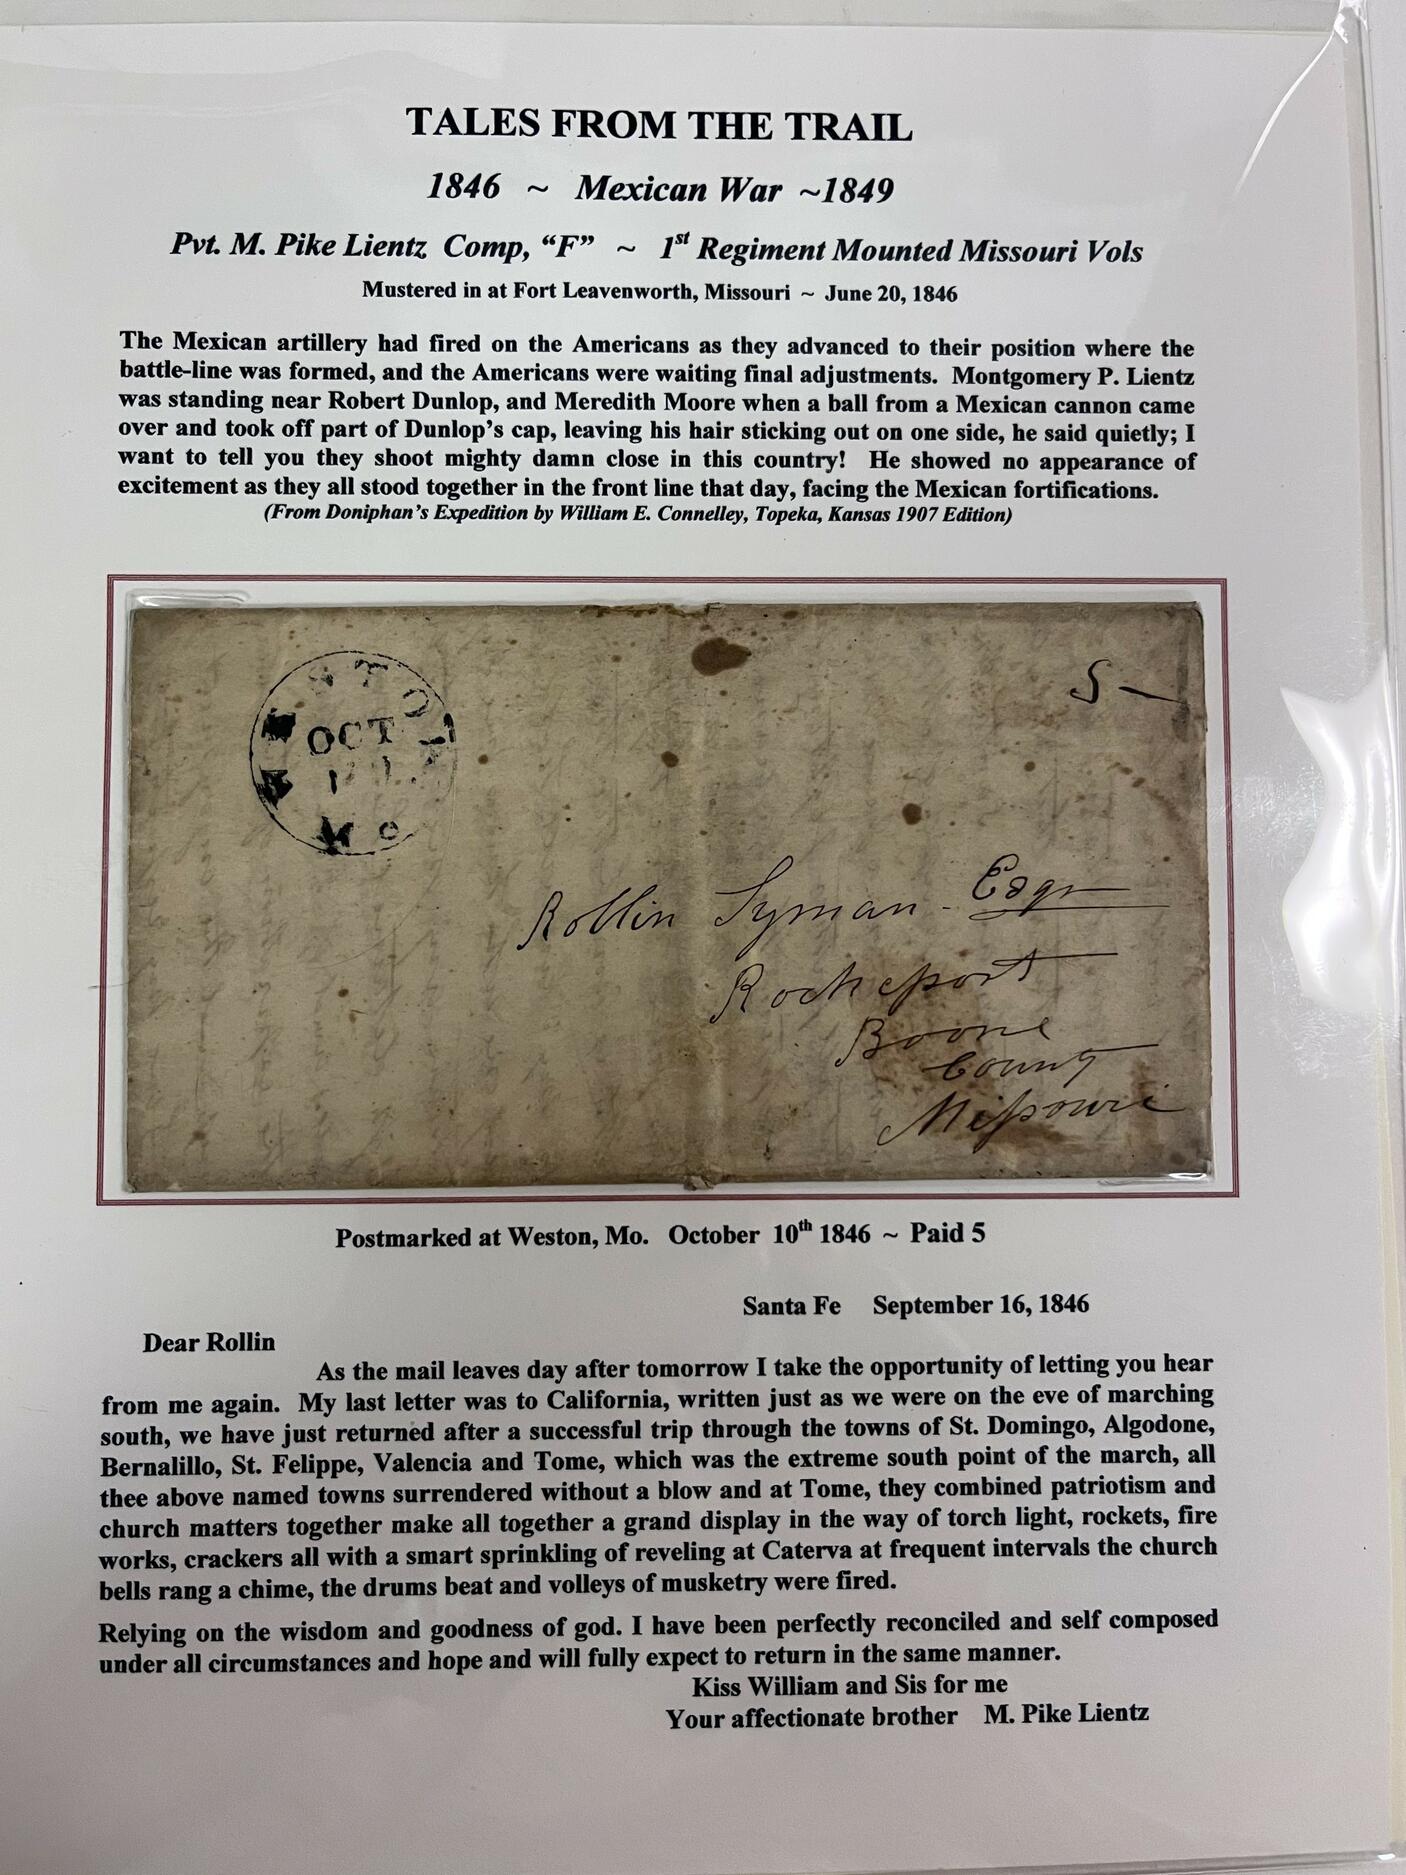 TALES FROM THE TRAIL
1846 ~ Mexican War ~1849
Pvt. M. Pike Lientz Comp, “F” ~ 1st Regiment Mounted Missouri Vols
Mustered in at Fort Leavenworth, Missouri ~ June 20, 1846
The Mexican artillery had fired on the Americans as they advanced to their position where the
battle-line was formed, and the Americans were waiting final adjustments. Montgomery P. Lientz
was standing near Robert Dunlop, and Meredith Moore when a ball from a Mexican cannon came
over and took off part of Dunlop’s cap, leaving his hair sticking out on one side, he said quietly; I
want to tell you they shoot mighty damn close in this country! He showed no appearance of
excitement as they all stood together in the front line that day, facing the Mexican fortifications.
(From Doniphan’s Expedition by William E. Connelley, Topeka, Kansas 1907 Edition)
WESTON
OCT
Mo.
5
Rollin Lyman Esqr
Rocheport
Boone
County
Missouri
Postmarked at Weston, Mo. October 10th 1846 ~ Paid 5
Santa Fe September 16, 1846
Dear Rollin
As the mail leaves day after tomorrow I take the opportunity of letting you hear
from me again. My last letter was to California, written just as we were on the eve of marching
south, we have just returned after a successful trip through the towns of St. Domingo, Algodone,
Bernalillo, St. Felippe, Valencia and Tome, which was the extreme south point of the march, all
thee above named towns surrendered without a blow and at Tome, they combined patriotism and
church matters together make all together a grand display in the way of torch light, rockets, fire
works, crackers all with a smart sprinkling of reveling at Caterva at frequent intervals the church
bells rang a chime, the drums beat and volleys of musketry were fired.
Relying on the wisdom and goodness of god. I have been perfectly reconciled and self composed
under all circumstances and hope and will fully expect to return in the same manner.
Kiss William and Sis for me
Your affectionate brother M. Pike Lientz